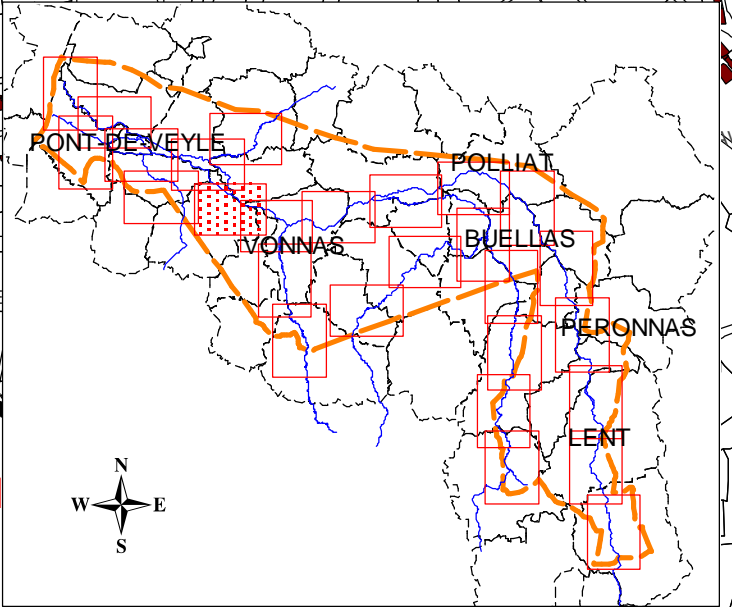 PONT-DE-VEYLE
POLLIAT
VONNAS
BUELLAS
PERONNAS
LENT
N
W E
S